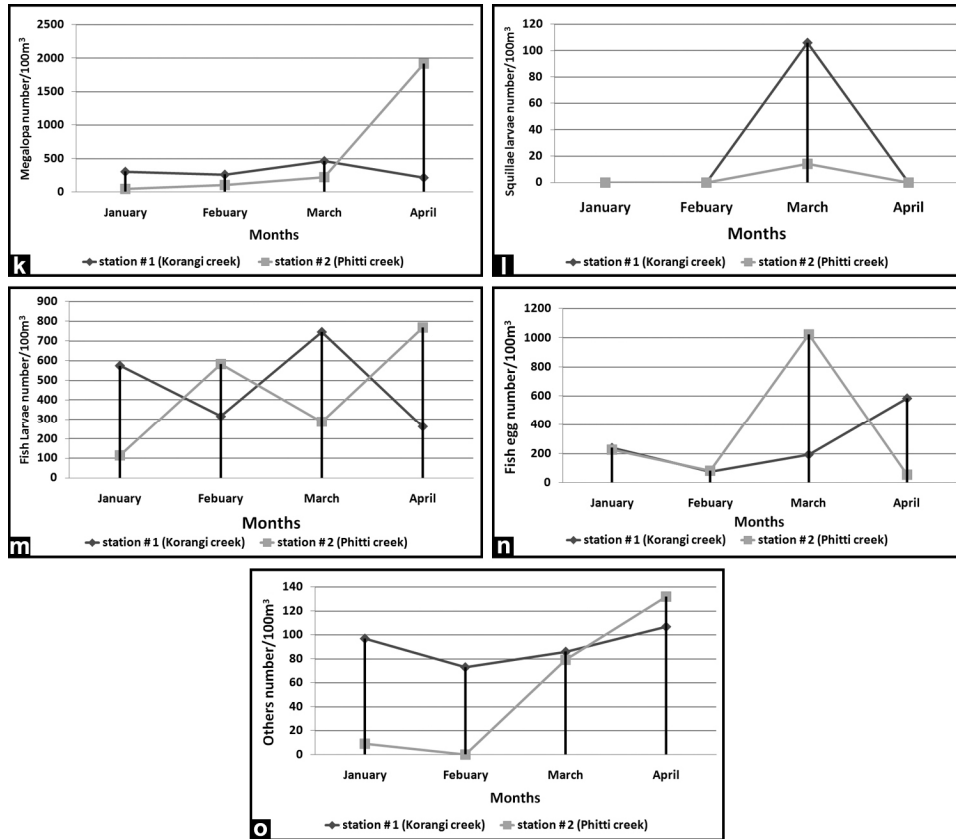 Megalopa number/100m³
2500
2000
1500
1000
500
0
January Febuary March April
Months
station #1 (Korangi creek) station #2 (Phitti creek)
k
Squillae larvae number/100m³
120
100
80
60
40
20
0
January Febuary March April
Months
station #1 (Korangi creek) station #2 (Phitti creek)
l
Fish Larvae number/100m³
900
800
700
600
500
400
300
200
100
0
January Febuary March April
Months
station #1 (Korangi creek) station #2 (Phitti creek)
m
Fish egg number/100m³
1200
1000
800
600
400
200
0
January Febuary March April
Months
station #1 (Korangi creek) station #2 (Phitti creek)
n
Others number/100m³
140
120
100
80
60
40
20
0
January Febuary March April
Months
station #1 (Korangi creek) station #2 (Phitti creek)
o